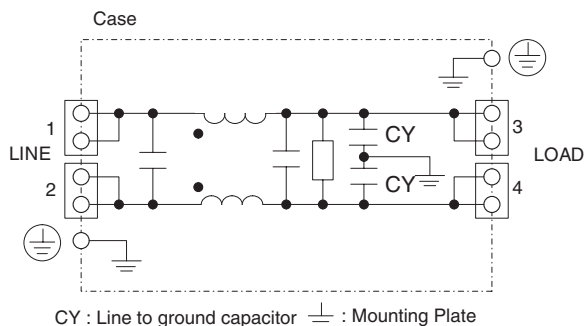 Case
1
LINE
2
CY
CY
3
LOAD
4
CY : Line to ground capacitor : Mounting Plate